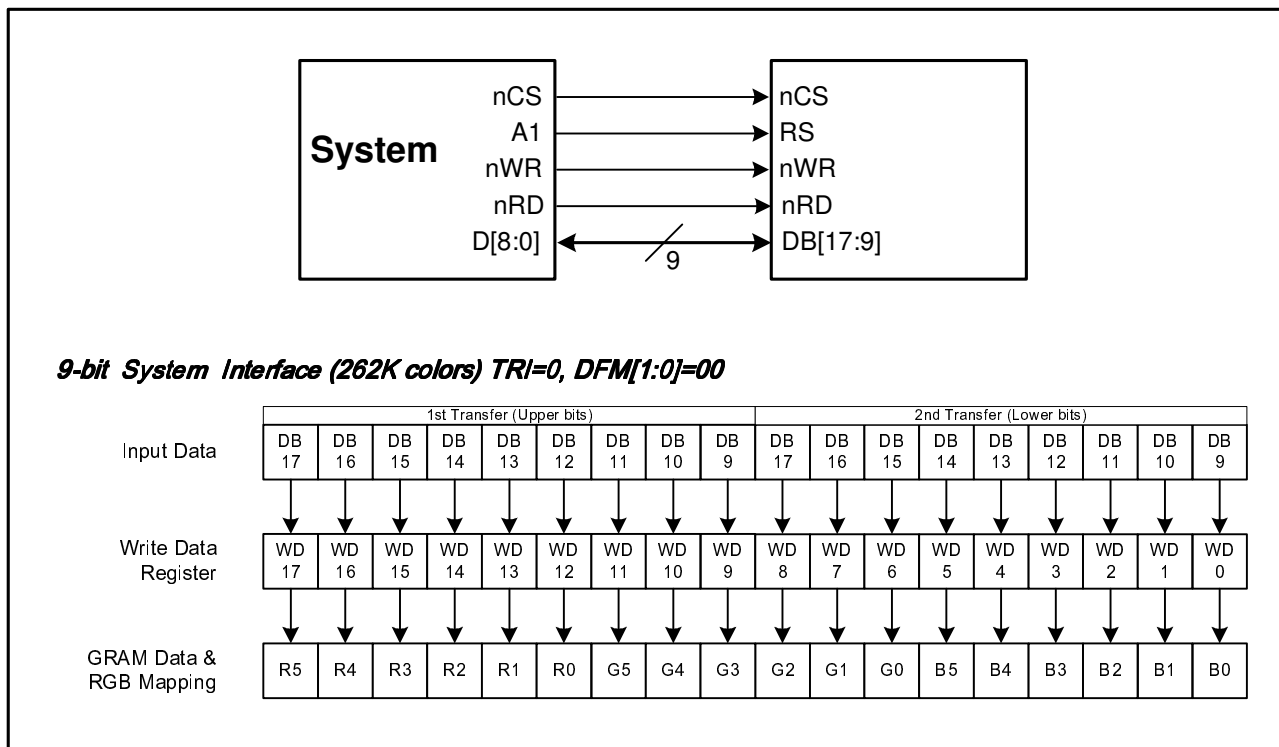 nCS nCS
System A1 RS
nWR nWR
nRD nRD
D[8:0] DB[17:9]
9
9-bit System Interface (262K colors) TRI=0, DFM[1:0]=00
1st Transfer (Upper bits) 2nd Transfer (Lower bits)
Input Data DB 17 DB 16 DB 15 DB 14 DB 13 DB 12 DB 11 DB 10 DB 9 DB 17 DB 16 DB 15 DB 14 DB 13 DB 12 DB 11 DB 10 DB 9
Write Data Register WD 17 WD 16 WD 15 WD 14 WD 13 WD 12 WD 11 WD 10 WD 9 WD 8 WD 7 WD 6 WD 5 WD 4 WD 3 WD 2 WD 1 WD 0
GRAM Data & RGB Mapping R5 R4 R3 R2 R1 R0 G5 G4 G3 G2 G1 G0 B5 B4 B3 B2 B1 B0